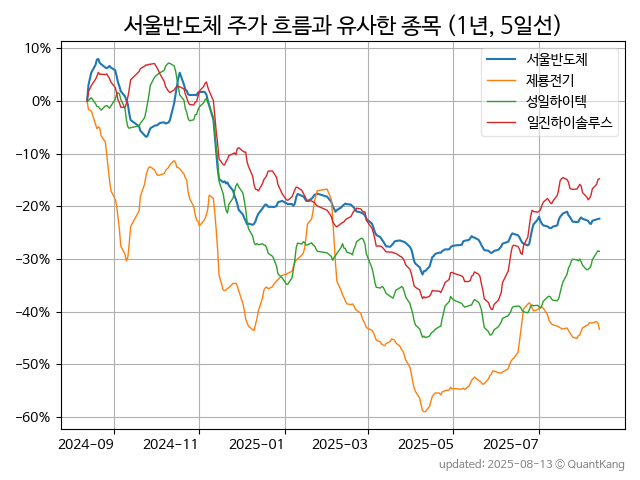 서울반도체 주가 흐름과 유사한 종목 (1년, 5일선)
서울반도체
제룡전기
성일하이텍
일진하이솔루스
10%
0%
−10%
−20%
−30%
−40%
−50%
−60%
2024−09
2024−11
2025−01
2025−03
2025−05
2025−07
updated: 2025-08-13 © QuantKang